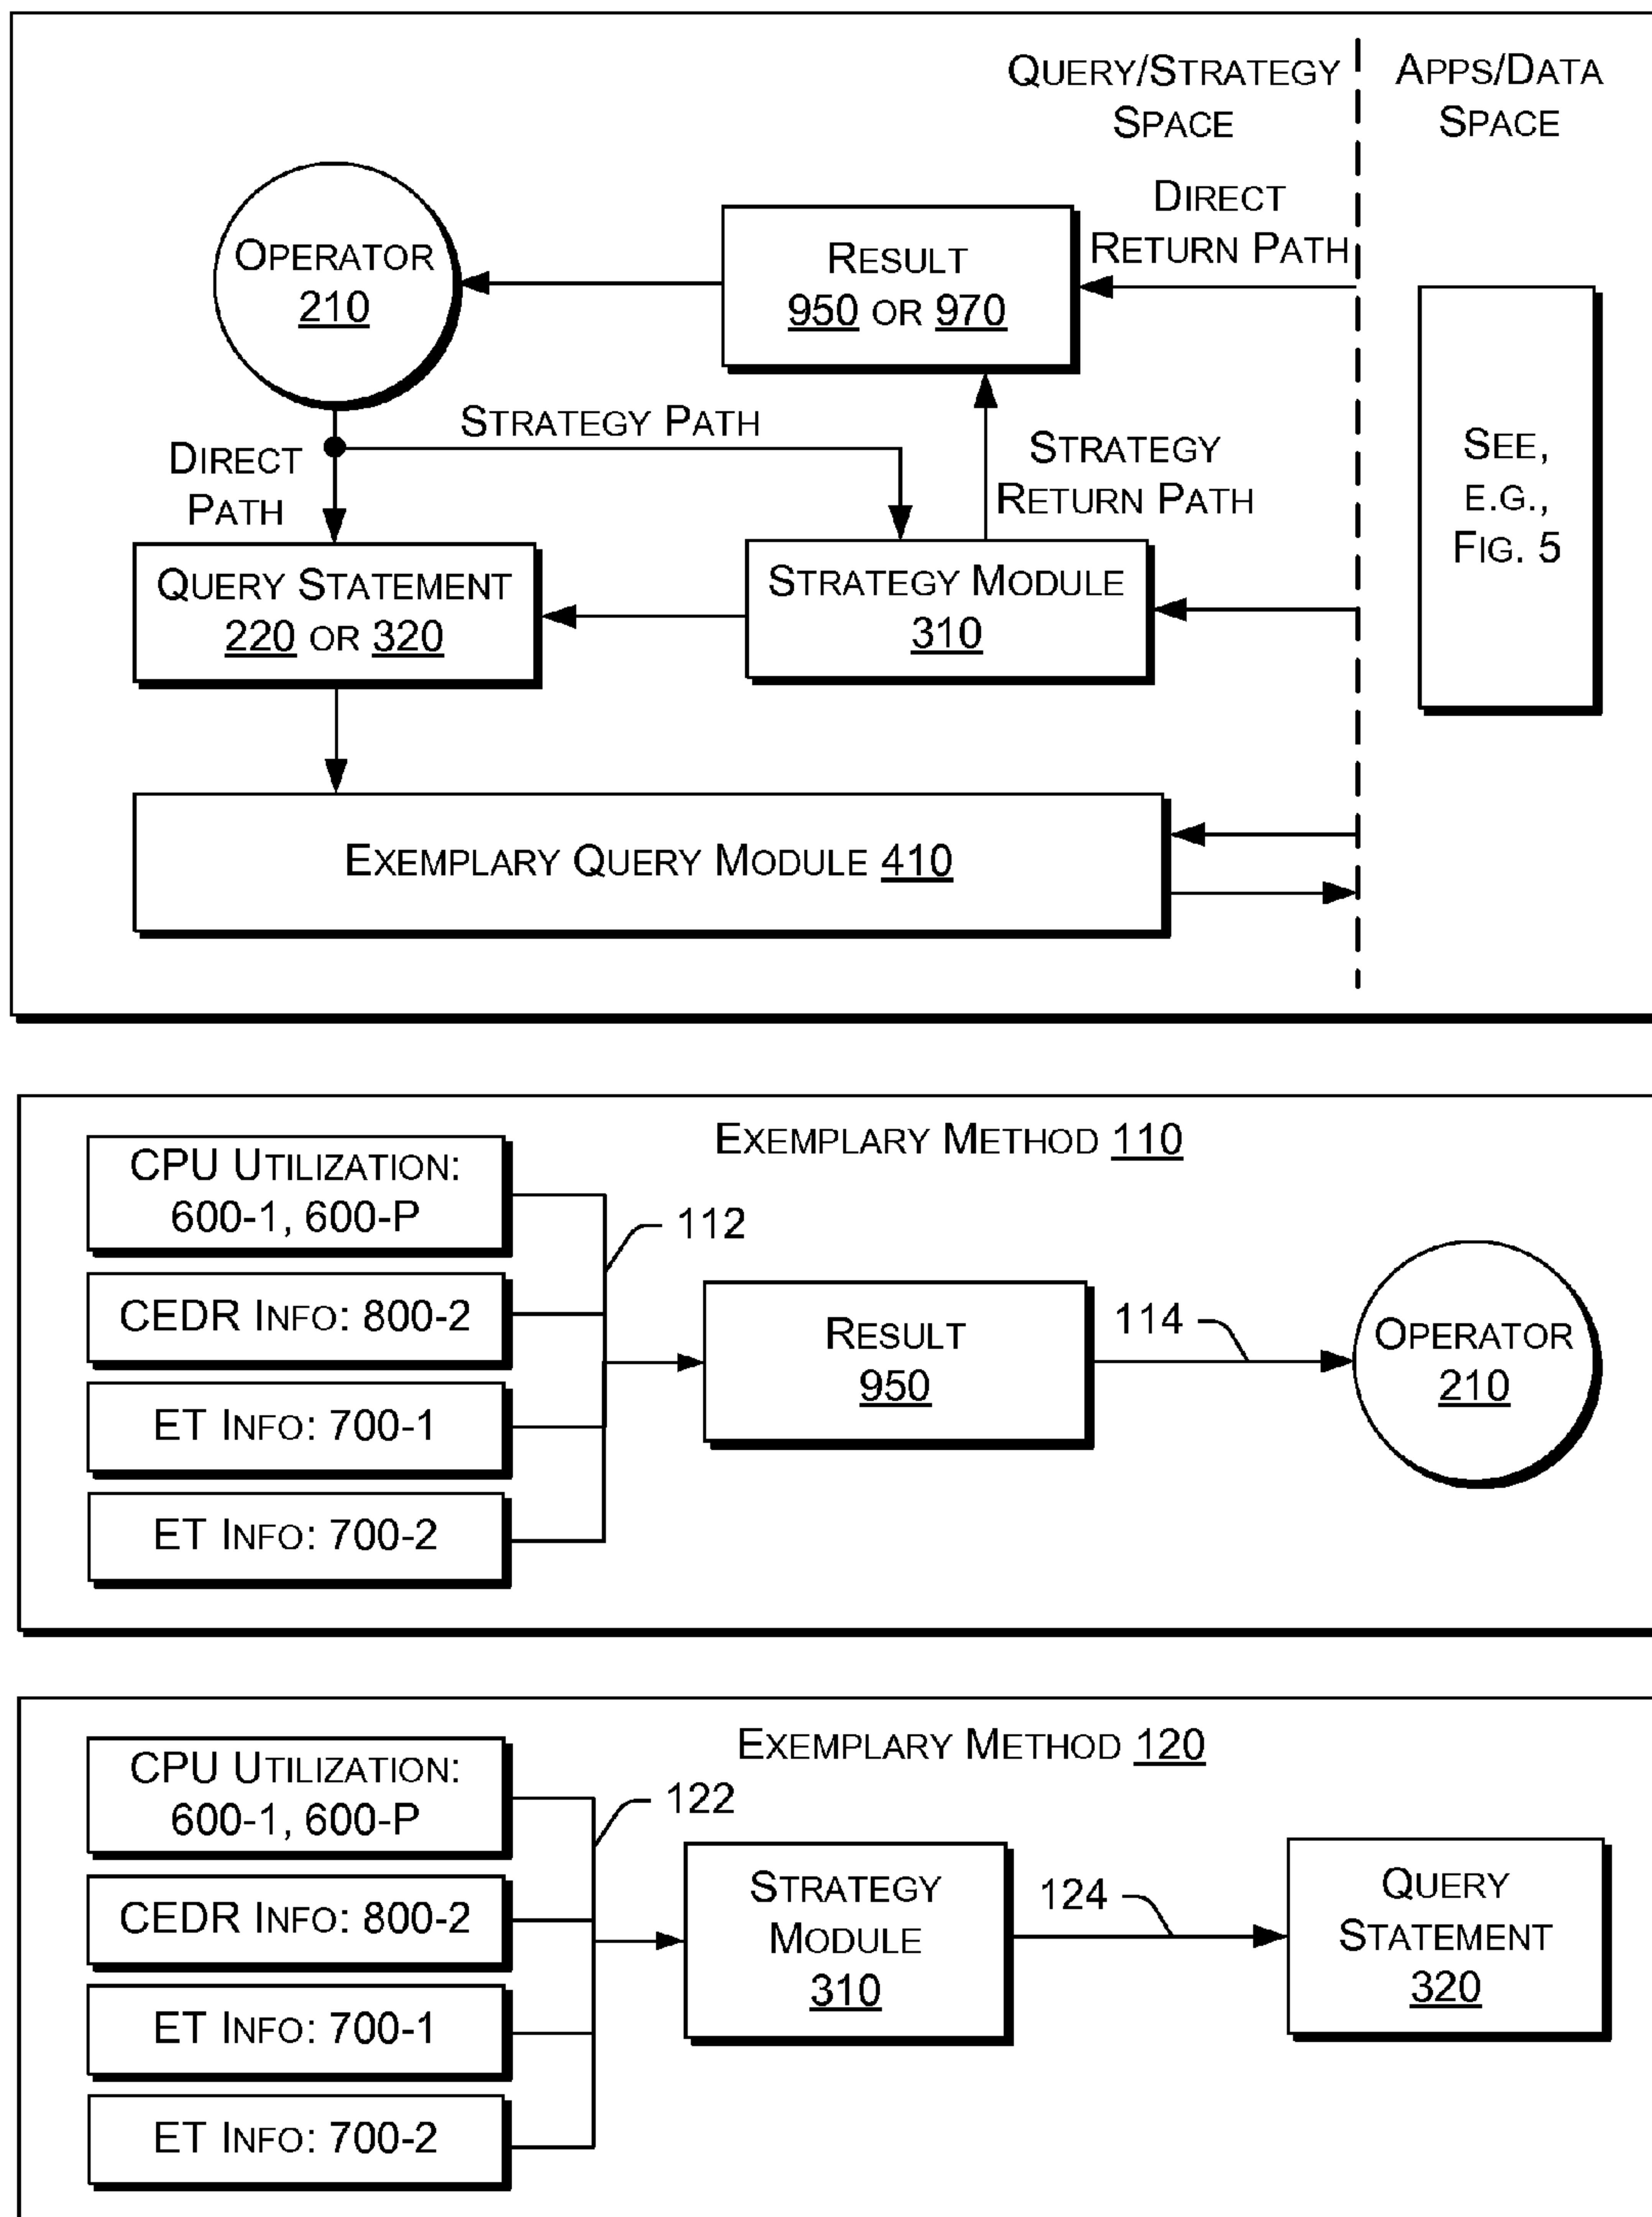 QUERY/STRATEGY
SPACE
APPS/DATA
SPACE
DIRECT
RETURN PATH
OPERATOR
210
RESULT
950 OR 970
STRATEGY PATH
DIRECT
PATH
STRATEGY
RETURN PATH
SEE,
E.G.,
FIG. 5
QUERY STATEMENT
220 OR 320
STRATEGY MODULE
310
EXEMPLARY QUERY MODULE 410
EXEMPLARY METHOD 110
CPU UTILIZATION:
600-1, 600-P
CEDR INFO: 800-2
ET INFO: 700-1
ET INFO: 700-2
112
RESULT
950
114
OPERATOR
210
EXEMPLARY METHOD 120
CPU UTILIZATION:
600-1, 600-P
CEDR INFO: 800-2
ET INFO: 700-1
ET INFO: 700-2
122
STRATEGY
MODULE
310
124
QUERY
STATEMENT
320